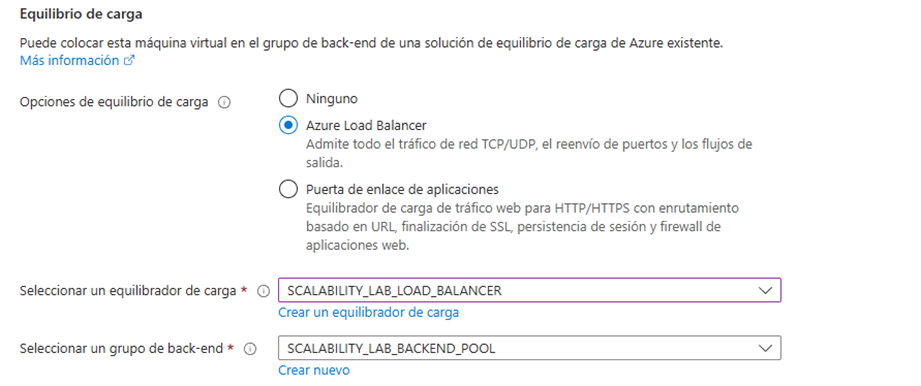 Equilibrio de carga
Puede colocar esta máquina virtual en el grupo de back-end de una solución de equilibrio de carga de Azure existente.
Más información
Opciones de equilibrio de carga
Ninguno
Azure Load Balancer
Admite todo el tráfico de red TCP/UDP, el reenvío de puertos y los flujos de
salida.
Puerta de enlace de aplicaciones
Equilibrador de carga de tráfico web para HTTP/HTTPS con enrutamiento
basado en URL, finalización de SSL, persistencia de sesión y firewall de
aplicaciones web.
Seleccionar un equilibrador de carga * SCALABILITY_LAB_LOAD_BALANCER
Crear un equilibrador de carga
Seleccionar un grupo de back-end * SCALABILITY_LAB_BACKEND_POOL
Crear nuevo